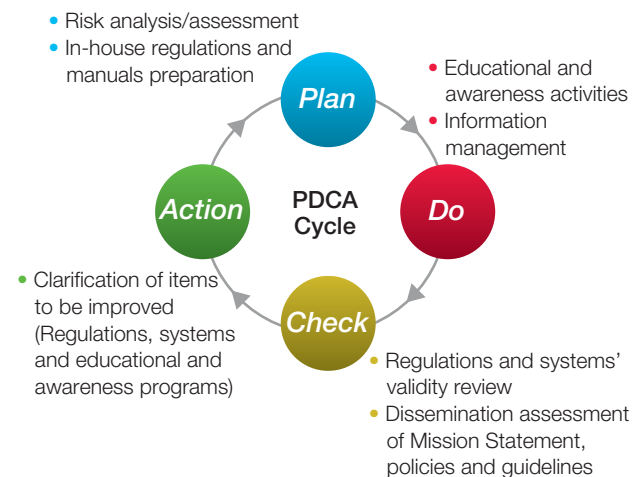 • Risk analysis/assessment
• In-house regulations and
manuals preparation
Plan
• Educational and
awareness activities
• Information
management
Do
PDCA
Cycle
Action
• Clarification of items
to be improved
(Regulations, systems
and educational and
awareness programs)
Check
• Regulations and systems’
validity review
• Dissemination assessment
of Mission Statement,
policies and guidelines